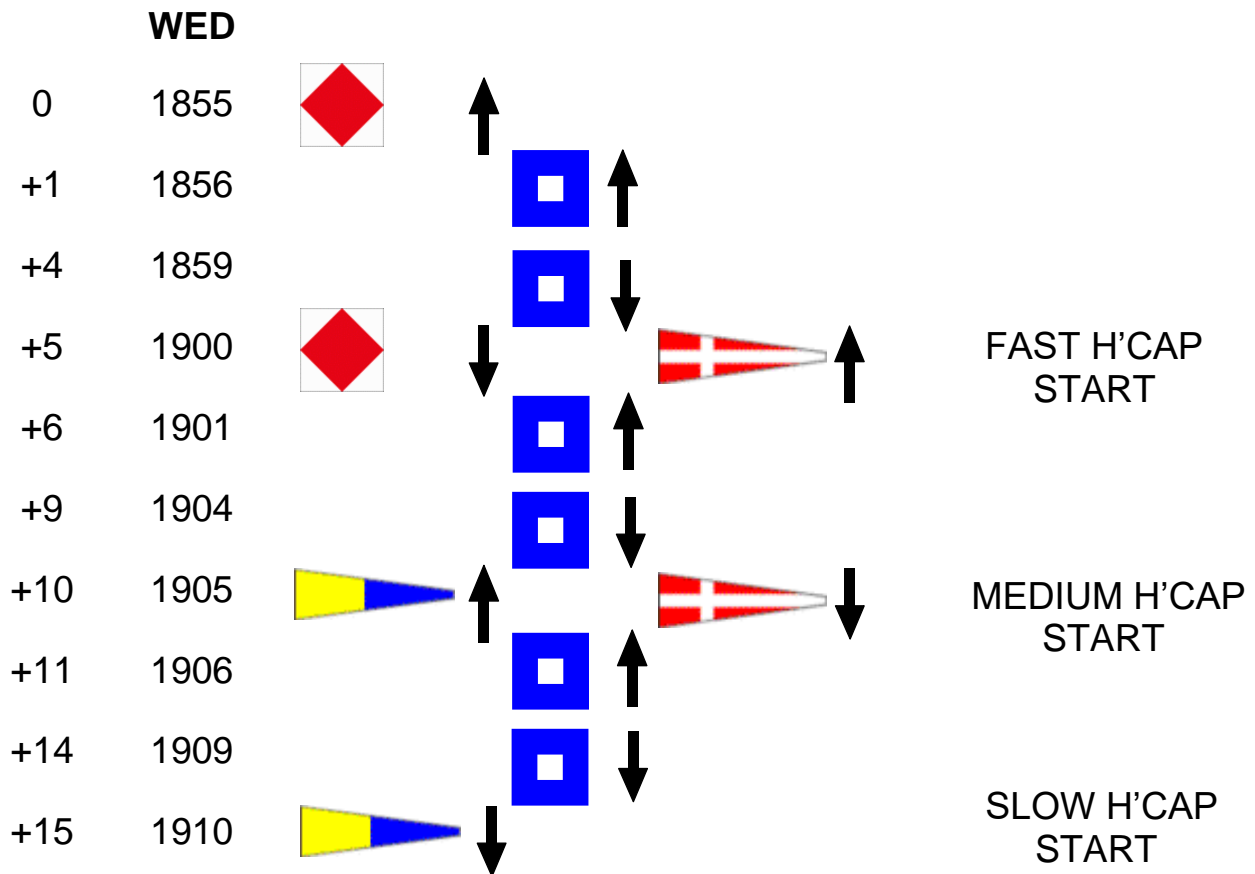 WED
0 1855
+1 1856
+4 1859
+5 1900 FAST H’CAP
START
+6 1901
+9 1904
+10 1905 MEDIUM H’CAP
START
+11 1906
+14 1909
SLOW H’CAP
+15 1910 START